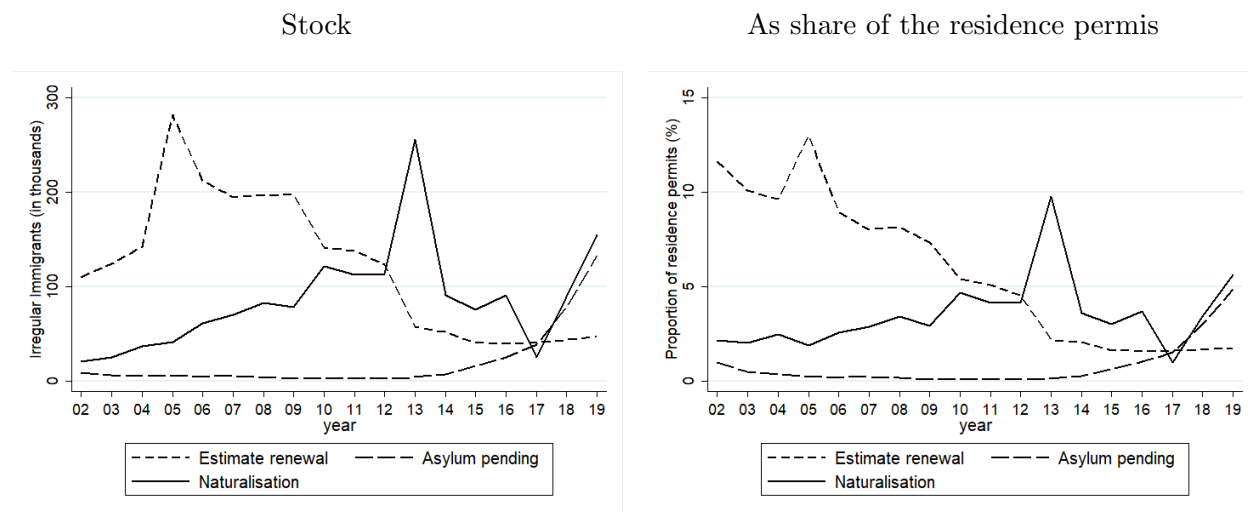 Stock
Irregular Immigrants (in thousands)
300
200
100
0
02 03 04 05 06 07 08 09 10 11 12 13 14 15 16 17 18 19
year
Estimate renewal Asylum pending
Naturalisation
As share of the residence permis
Proportion of residence permits (%)
15
10
5
0
02 03 04 05 06 07 08 09 10 11 12 13 14 15 16 17 18 19
year
Estimate renewal Asylum pending
Naturalisation